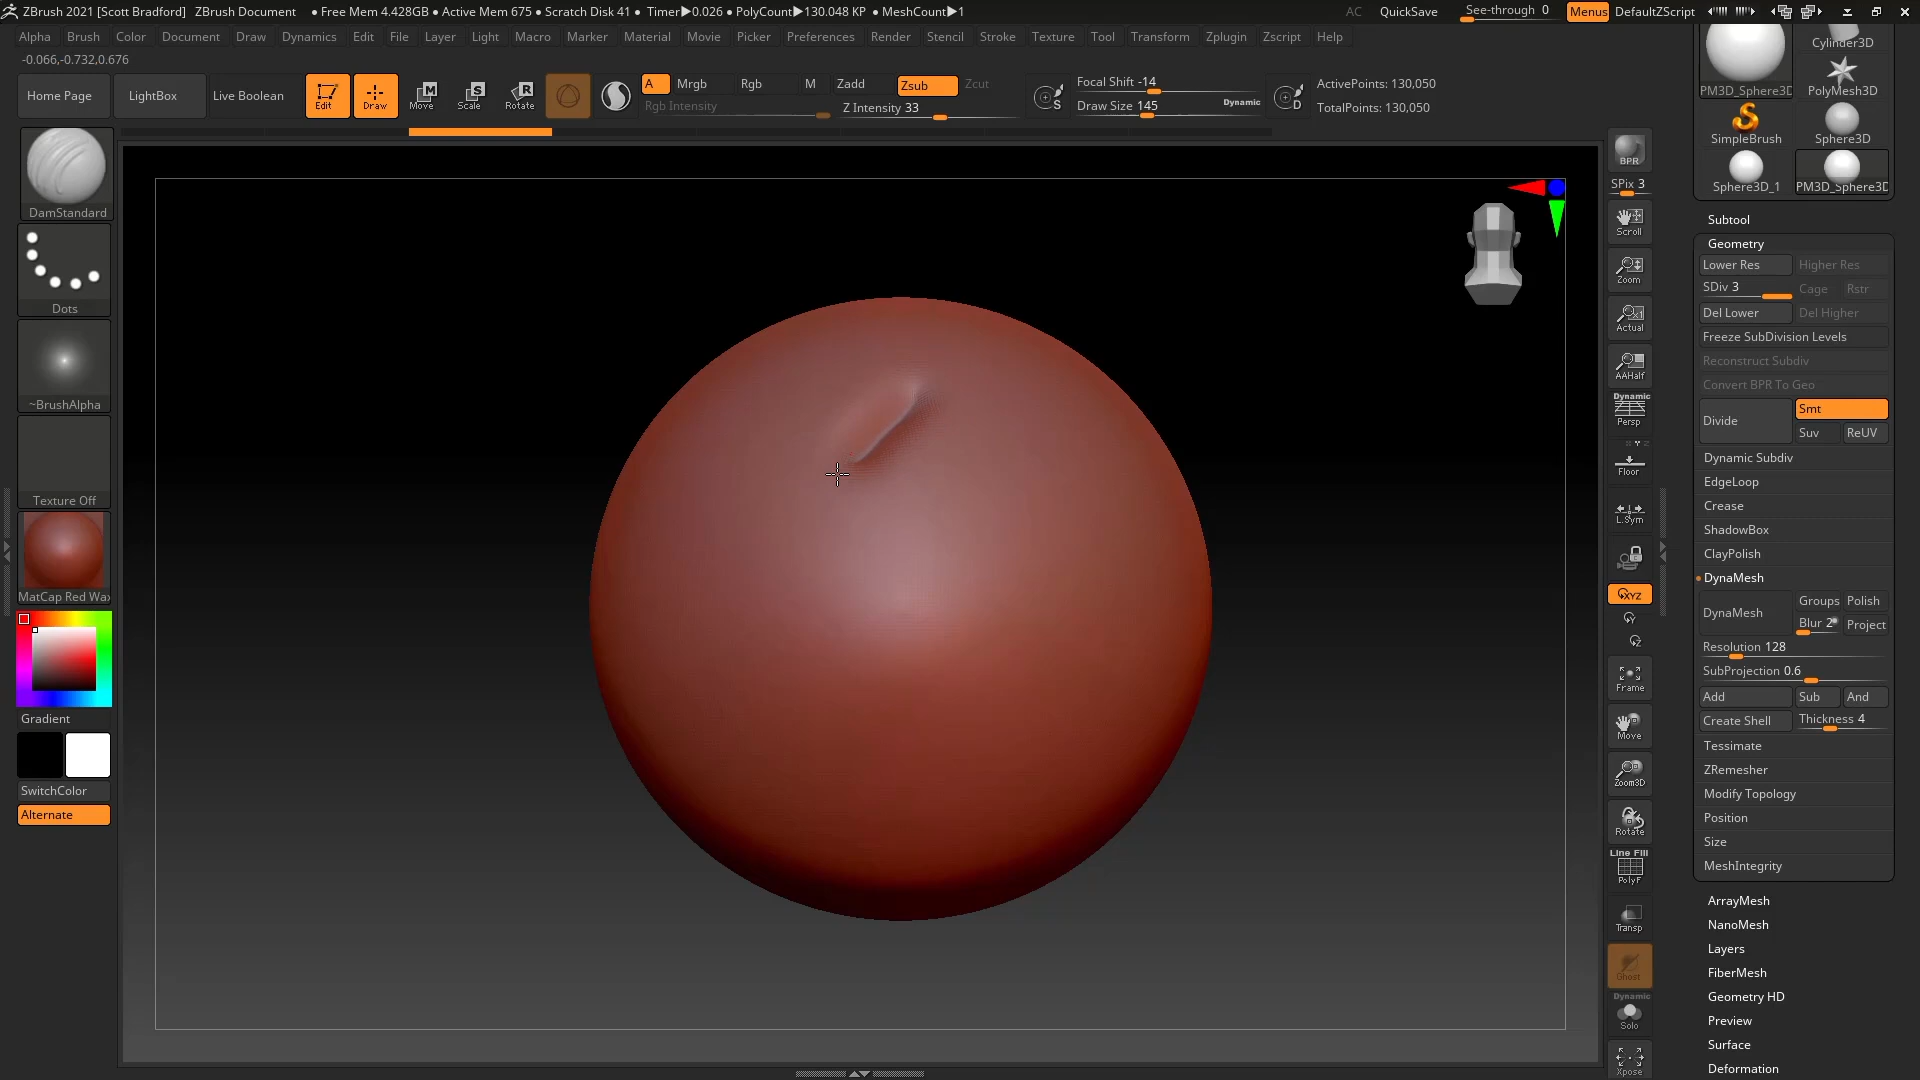 ZBrush 2021 [Scott Bradford] ZBrush Document ● Free Mem 4.428GB ● Active Mem 675 ● Scratch Disk 41 ● Timer▶0.026 ● PolyCount▶130.048 KP ● MeshCount▶1 AC QuickSave See-through 0 Menus DefaultZScript
Alpha Brush Color Document Draw Dynamics Edit File Layer Light Macro Marker Material Movie Picker Preferences Render Stencil Stroke Texture Tool Transform Zplugin Zscript Help
-0.066,-0.732,0.676
Home Page LightBox Live Boolean Edit Draw Move Scale Rotate
A Mrgb Rgb M Zadd Zsub Zcut
Rgb Intensity Z Intensity 33
Focal Shift -14
Draw Size 145 Dynamic
ActivePoints: 130,050
TotalPoints: 130,050
DamStandard
Dots
~BrushAlpha
Texture Off
MatCap Red Wax
Gradient
SwitchColor
Alternate
BPR
SPix 3
Scroll
Zoom
Actual
AAHalf
Dynamic
Persp
Floor
L.Sym
XYZ
Y
Z
Frame
Move
Zoom3D
Rotate
Line Fill
PolyF
Transp
Ghost
Dynamic
Solo
Xpose
Cylinder3D
PM3D_Sphere3D PolyMesh3D
SimpleBrush Sphere3D
Sphere3D_1 PM3D_Sphere3D
Subtool
Geometry
Lower Res Higher Res
SDiv 3 Cage Rstr
Del Lower Del Higher
Freeze SubDivision Levels
Reconstruct Subdiv
Convert BPR To Geo
Divide Smt
Suv ReUV
Dynamic Subdiv
EdgeLoop
Crease
ShadowBox
ClayPolish
DynaMesh
DynaMesh Groups Polish
Blur 2 Project
Resolution 128
SubProjection 0.6
Add Sub And
Create Shell Thickness 4
Tessimate
ZRemesher
Modify Topology
Position
Size
MeshIntegrity
ArrayMesh
NanoMesh
Layers
FiberMesh
Geometry HD
Preview
Surface
Deformation